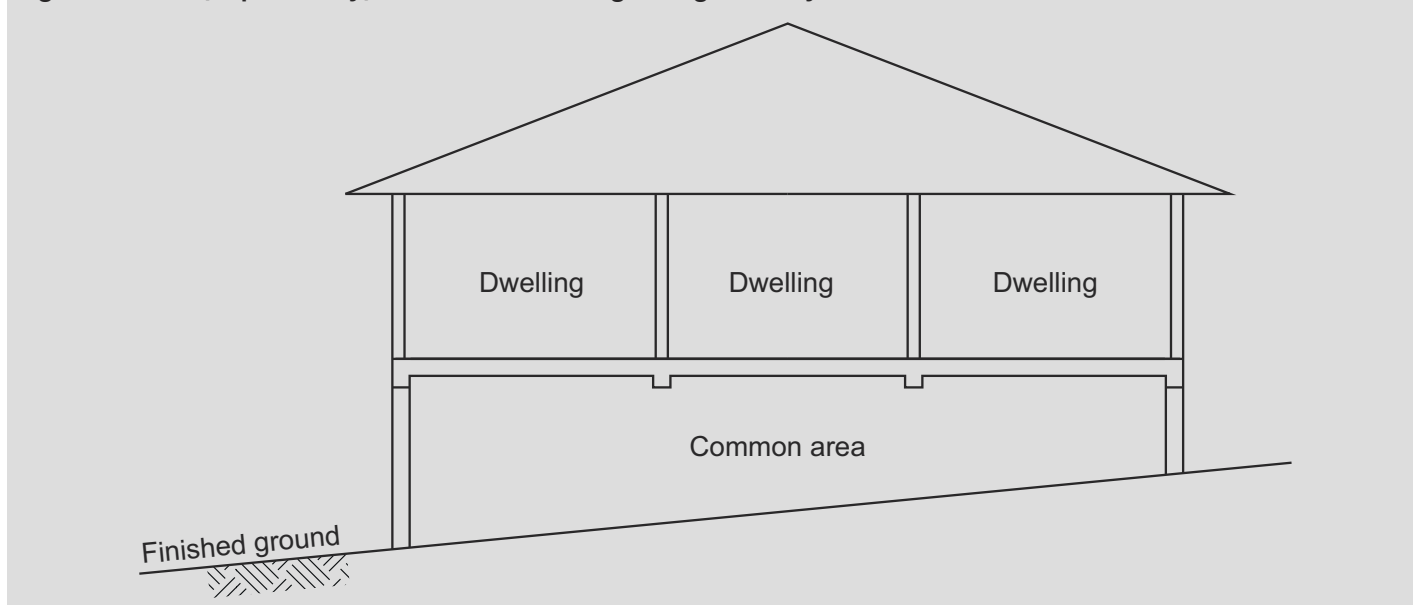 Dwelling
Dwelling
Dwelling
Common area
Finished ground